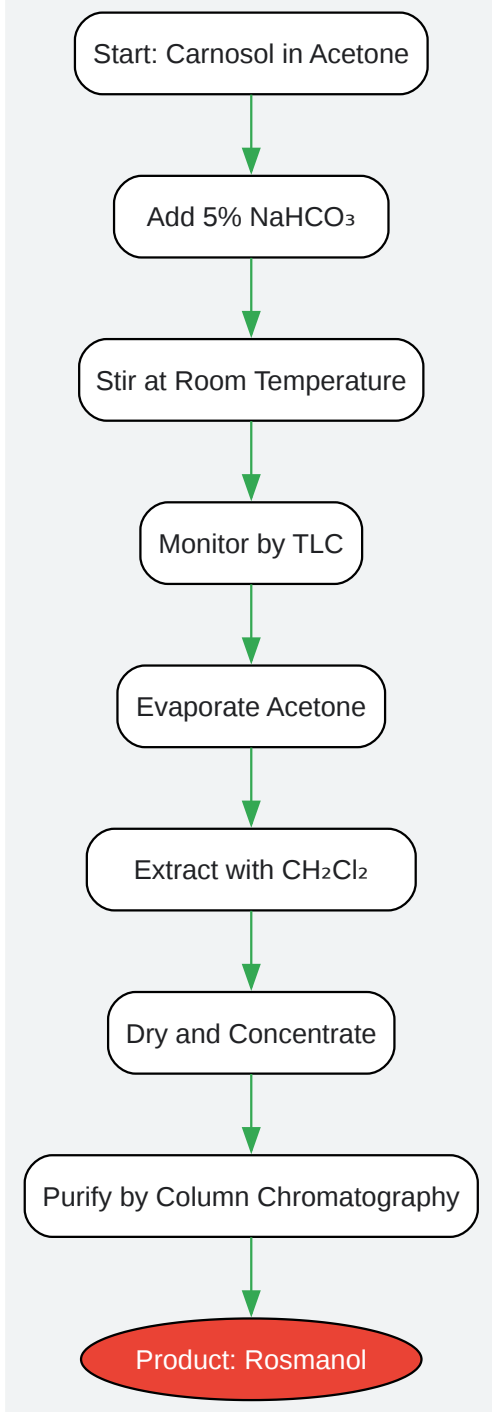 Start: Carnosol in Acetone
Add 5% NaHCO₃
Stir at Room Temperature
Monitor by TLC
Evaporate Acetone
Extract with CH₂Cl₂
Dry and Concentrate
Purify by Column Chromatography
Product: Rosmanol